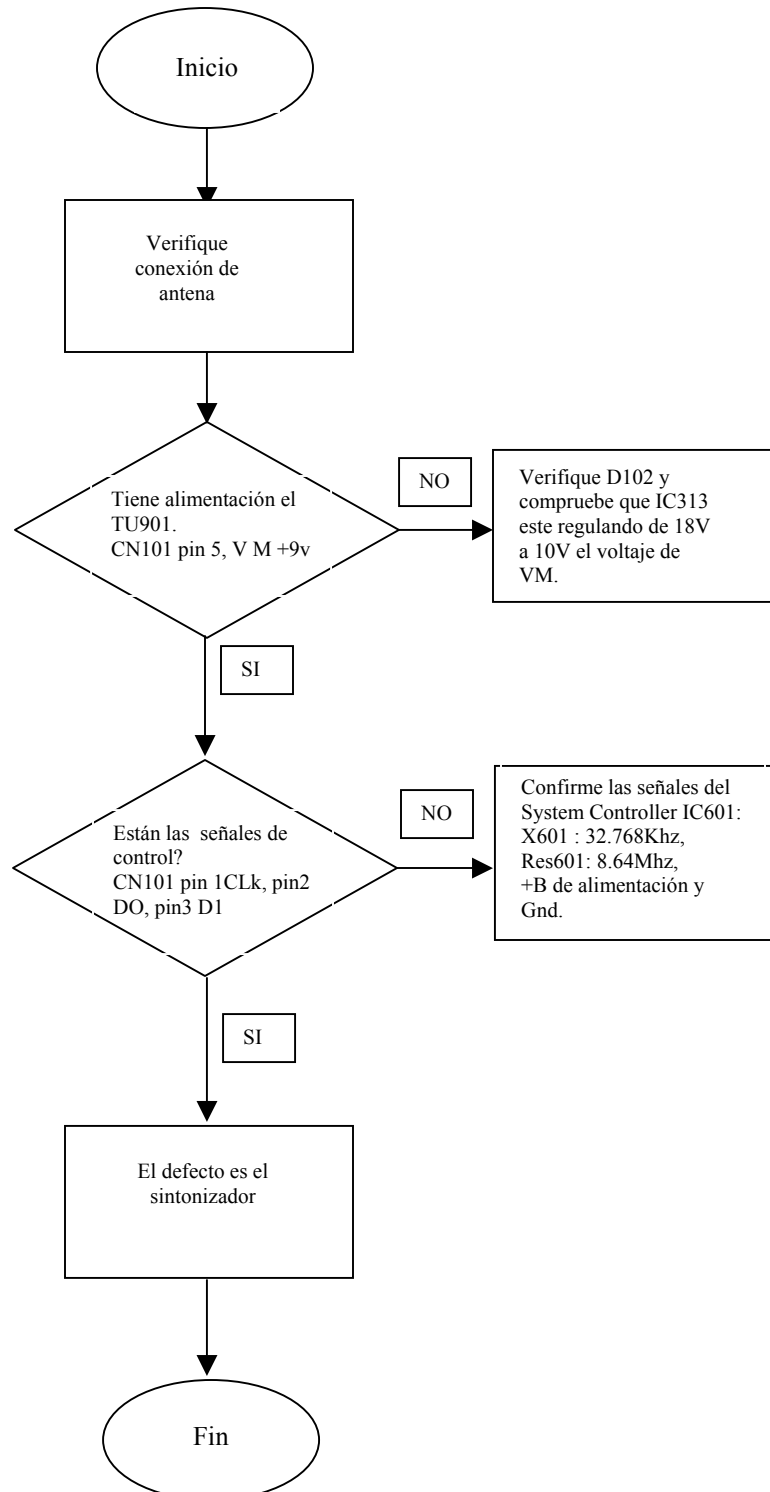 Inicio
Verifique
conexión de
antena
Tiene alimentación el
TU901.
CN101 pin 5, V M +9v
NO
Verifique D102 y
compruebe que IC313
este regulando de 18V
a 10V el voltaje de
VM.
SI
Están las señales de
control?
CN101 pin 1CLk, pin2
DO, pin3 D1
NO
Confirme las señales del
System Controller IC601:
X601 : 32.768Khz,
Res601: 8.64Mhz,
+B de alimentación y
Gnd.
SI
El defecto es el
sintonizador
Fin